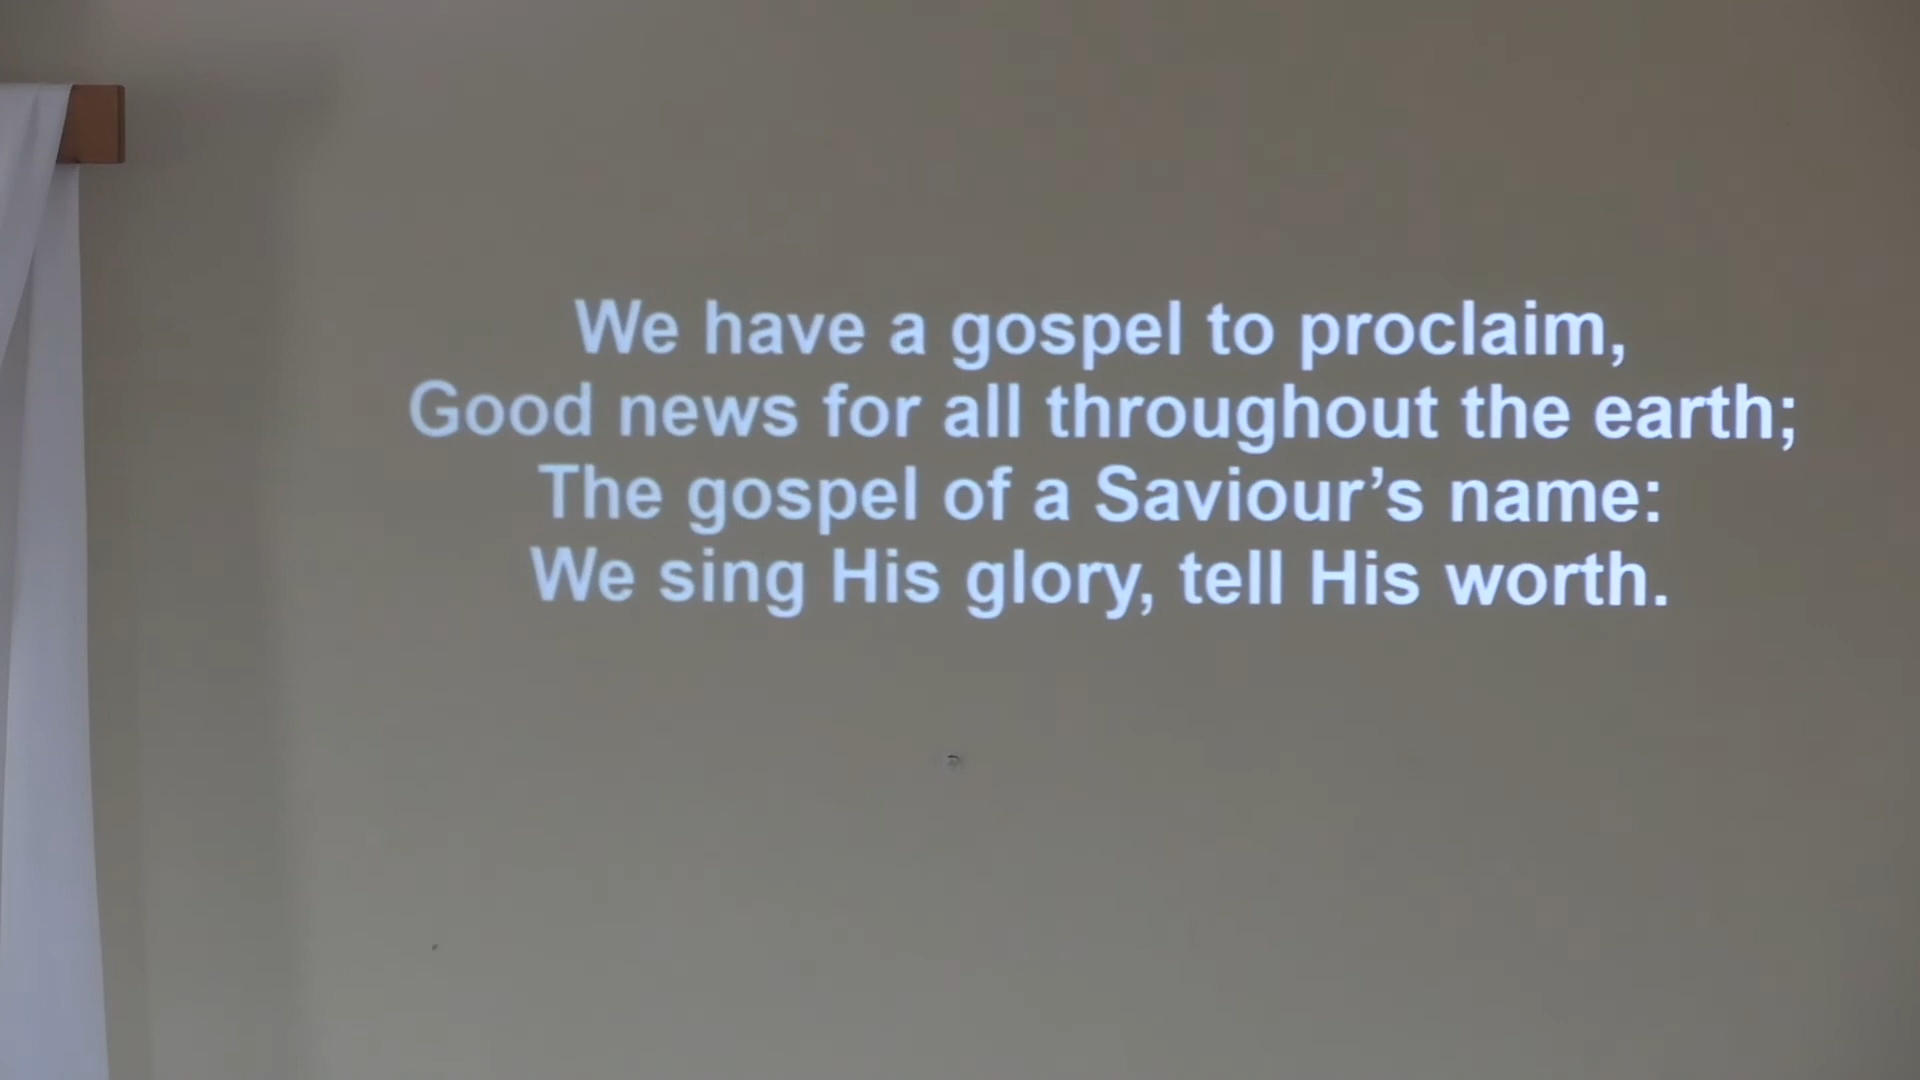 We have a gospel to proclaim,
Good news for all throughout the earth;
The gospel of a Saviour’s name:
We sing His glory, tell His worth.